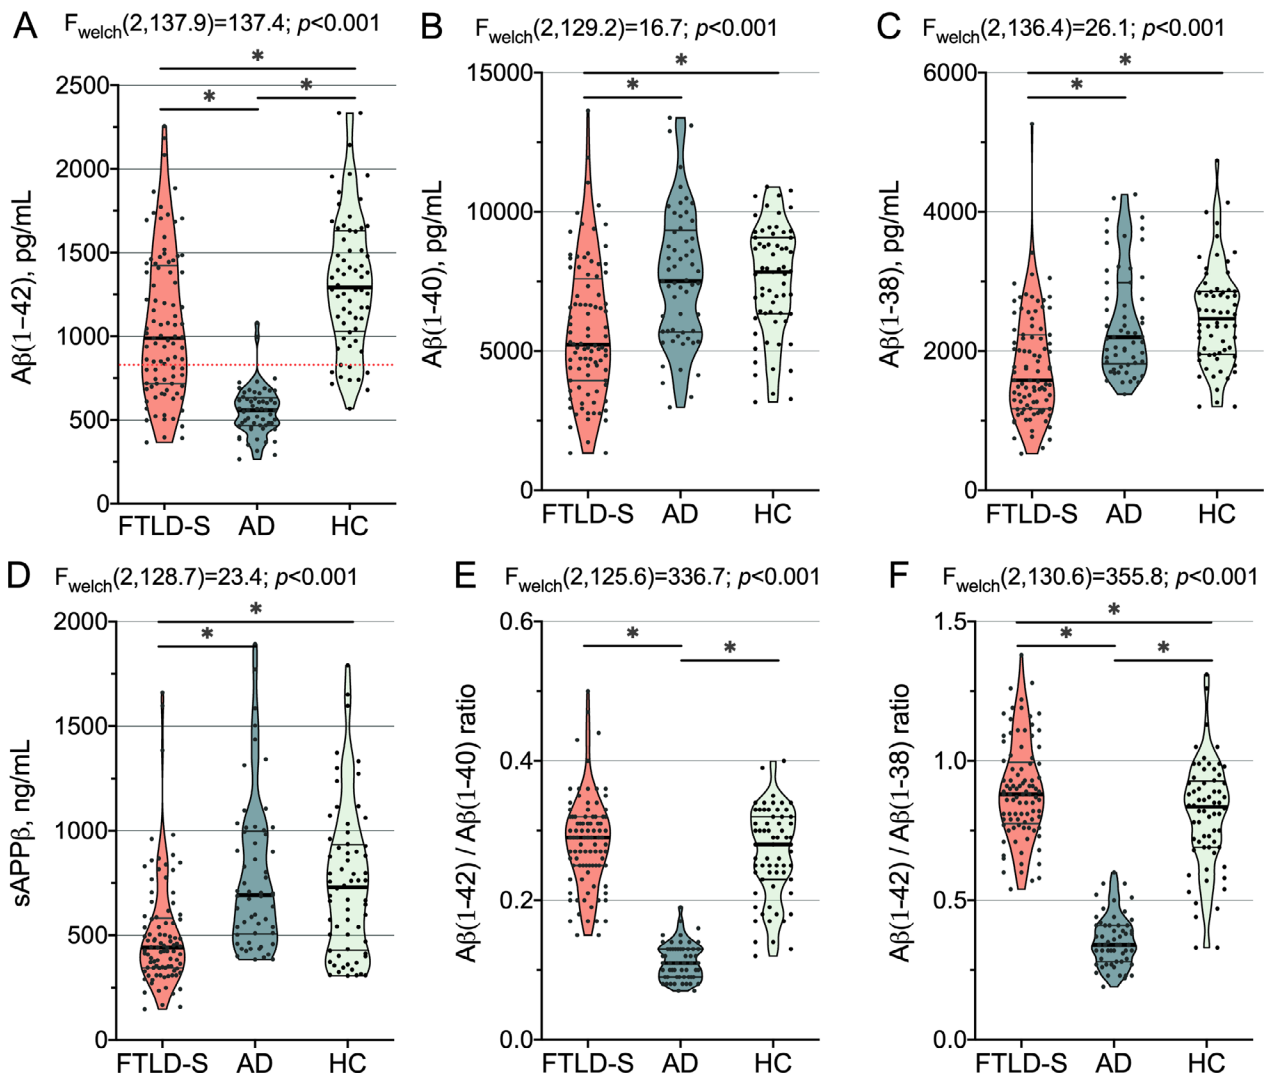 A
F_welch(2,137.9)=137.4; p<0.001
Aβ(1−42), pg/mL
2500
2000
1500
1000
500
0
*
*
*
FTLD-S AD HC
B
F_welch(2,129.2)=16.7; p<0.001
Aβ(1-40), pg/mL
15000
10000
5000
0
*
*
FTLD-S AD HC
C
F_welch(2,136.4)=26.1; p<0.001
Aβ(1-38), pg/mL
6000
4000
2000
0
*
*
FTLD-S AD HC
D
F_welch(2,128.7)=23.4; p<0.001
sAPPβ, ng/mL
2000
1500
1000
500
0
*
*
FTLD-S AD HC
E
F_welch(2,125.6)=336.7; p<0.001
Aβ(1-42) / Aβ(1-40) ratio
0.6
0.4
0.2
0.0
*
*
FTLD-S AD HC
F
F_welch(2,130.6)=355.8; p<0.001
Aβ(1-42) / Aβ(1-38) ratio
1.5
1.0
0.5
0.0
*
*
*
FTLD-S AD HC